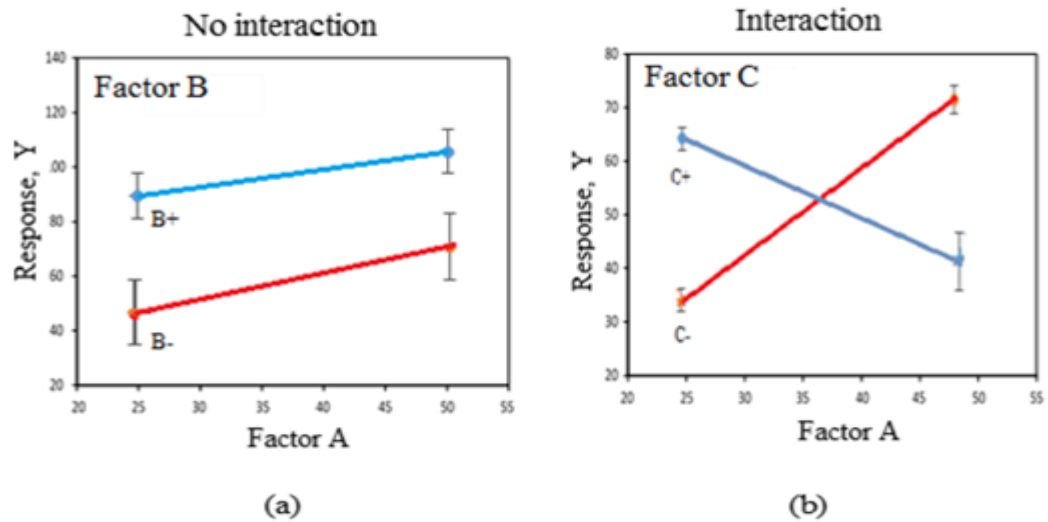 No interaction
Factor B
Response, Y
140
120
.00
80
60
40
20
B+
B-
20 25 30 35 40 45 50 55
Factor A
(a)
Interaction
Factor C
Response, Y
80
70
60
50
40
30
20
C+
C-
20 25 30 35 40 45 50 55
Factor A
(b)